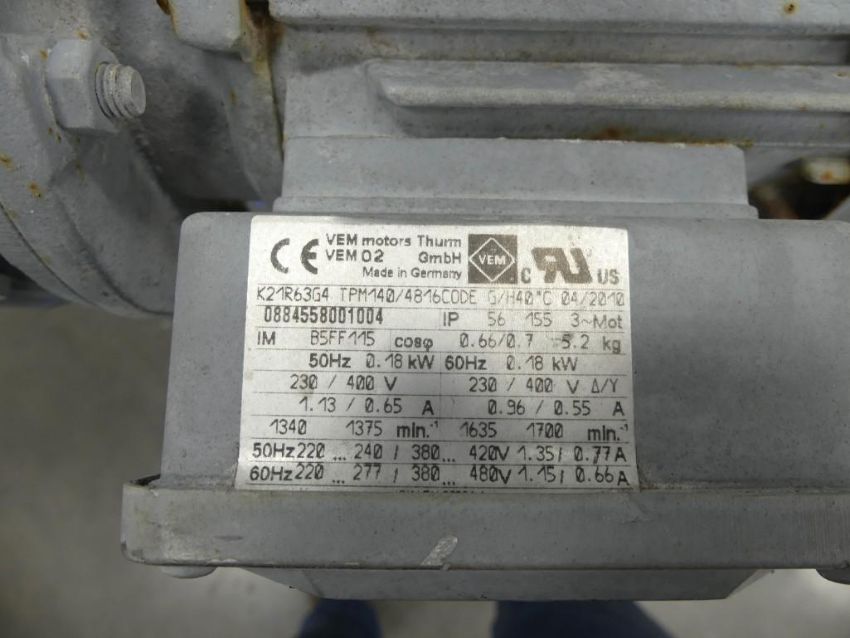 CE VEM motors Thurm VEM c RU US
VEM 02 GmbH
Made in Germany
K21R63G4 TPM140/4816CODE G/H40°C 04/2010
0884558001004 IP 56 155 3~Mot
IM B5FF115 cosφ 0.66/0.7 5.2 kg
50Hz 0.18 kW 60Hz 0.18 kW
230 / 400 V 230 / 400 V Δ/Y
1.13 / 0.65 A 0.96 / 0.55 A
1340 1375 min.⁻¹ 1635 1700 min.⁻¹
50Hz 220 ... 240 / 380 ... 420V 1.35/ 0.77A
60Hz 220 ... 277 / 380 ... 480V 1.15/ 0.66A